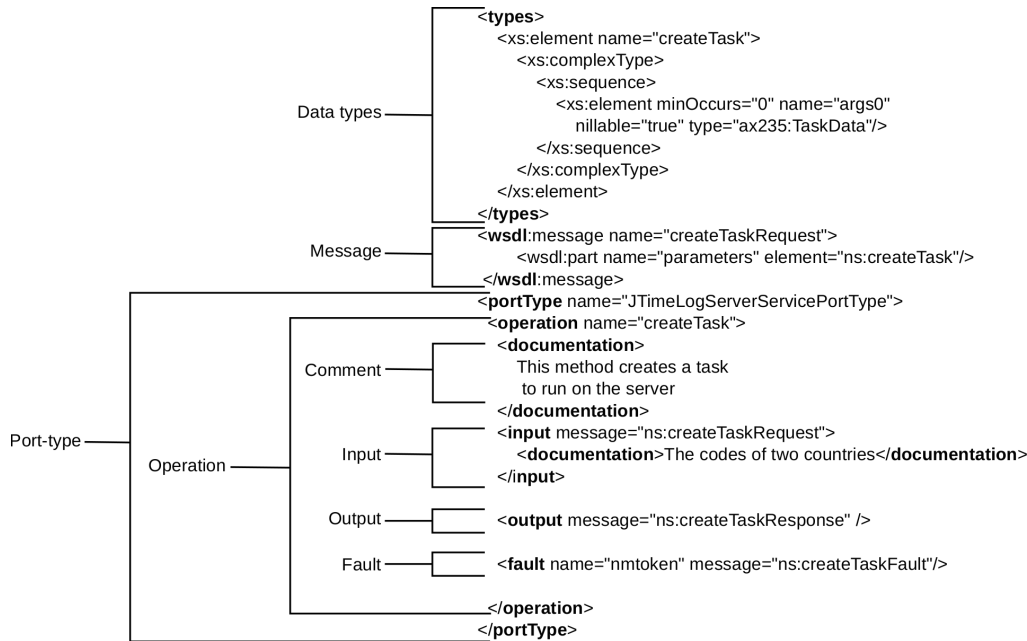 <types>
<xs:element name="createTask">
<xs:complexType>
<xs:sequence>
Data types
<xs:element minOccurs="0" name="args0"
nillable="true" type="ax235:TaskData"/>
</xs:sequence>
</xs:complexType>
</xs:element>
</types>
<wsdl:message name="createTaskRequest">
Message
<wsdl:part name="parameters" element="ns:createTask"/>
</wsdl:message>
<portType name="JTimeLogServerServicePortType">
<operation name="createTask">
<documentation>
This method creates a task
Comment
to run on the server
</documentation>
Port-type
<input message="ns:createTaskRequest">
Operation
Input
<documentation>The codes of two countries</documentation>
</input>
Output
<output message="ns:createTaskResponse" />
Fault
<fault name="nmtoken" message="ns:createTaskFault"/>
</operation>
</portType>